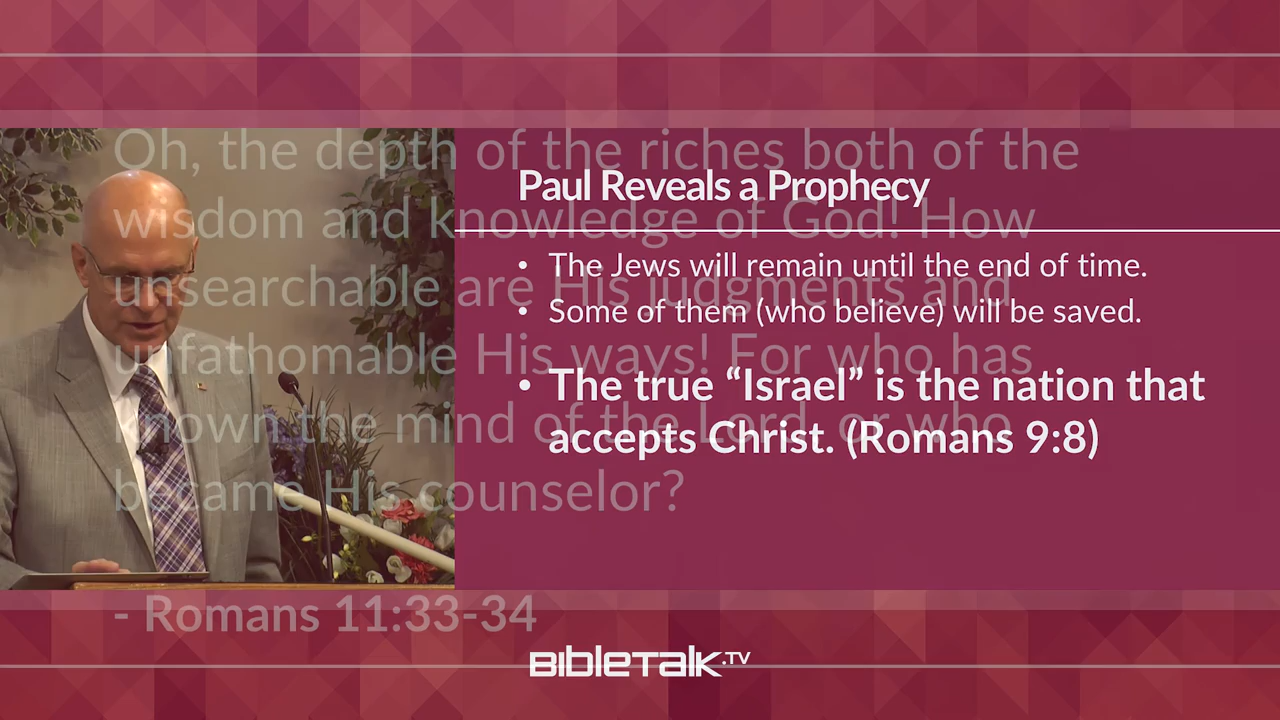 Paul Reveals a Prophecy
• The Jews will remain until the end of time.
• Some of them (who believe) will be saved.
• The true “Israel” is the nation that
accepts Christ. (Romans 9:8)
Oh, the depth of the riches both of the
wisdom and knowledge of God! How
unsearchable are His judgments and
unfathomable His ways! For who has
known the mind of the Lord, or who
became His counselor?
- Romans 11:33-34
BibleTalk.TV